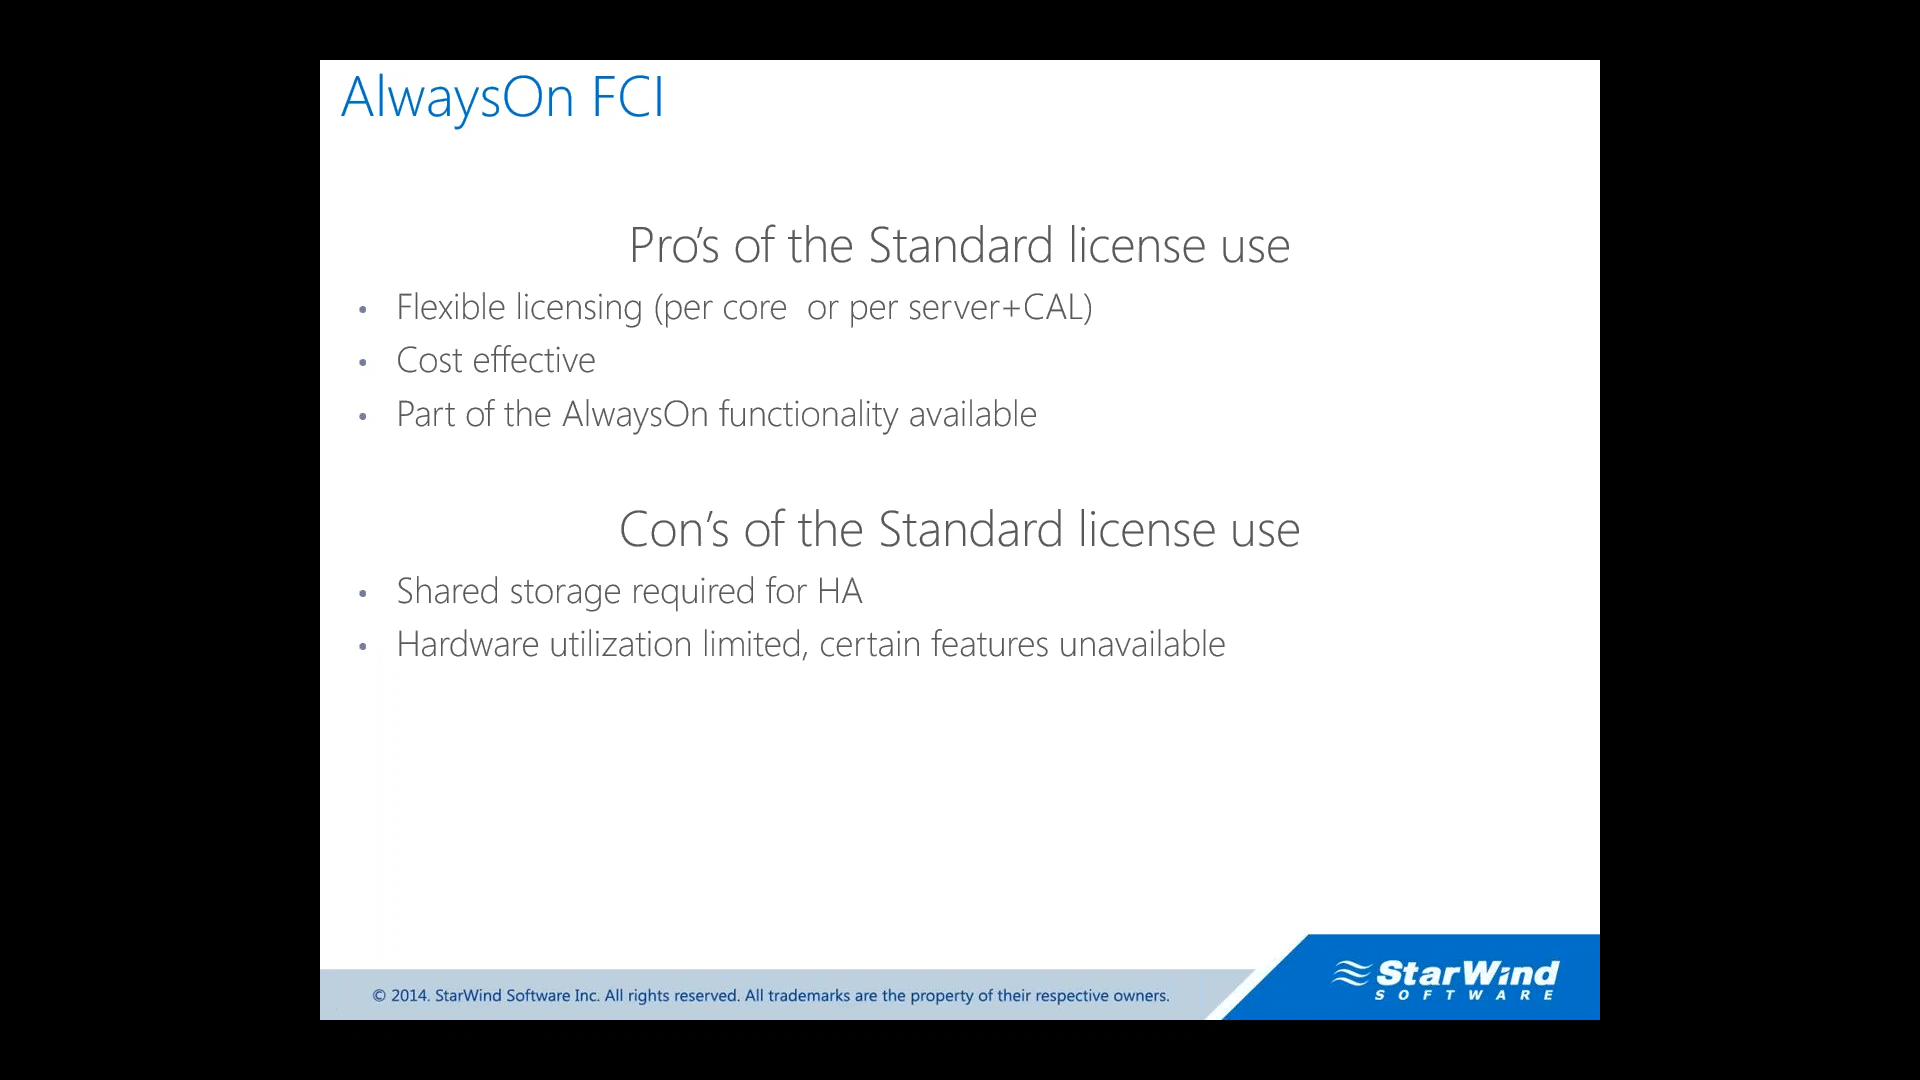 AlwaysOn FCI
Pro's of the Standard license use
• Flexible licensing (per core  or per server+CAL)
• Cost effective
• Part of the AlwaysOn functionality available
Con's of the Standard license use
• Shared storage required for HA
• Hardware utilization limited, certain features unavailable
© 2014. StarWind Software Inc. All rights reserved. All trademarks are the property of their respective owners.
StarWind
SOFTWARE